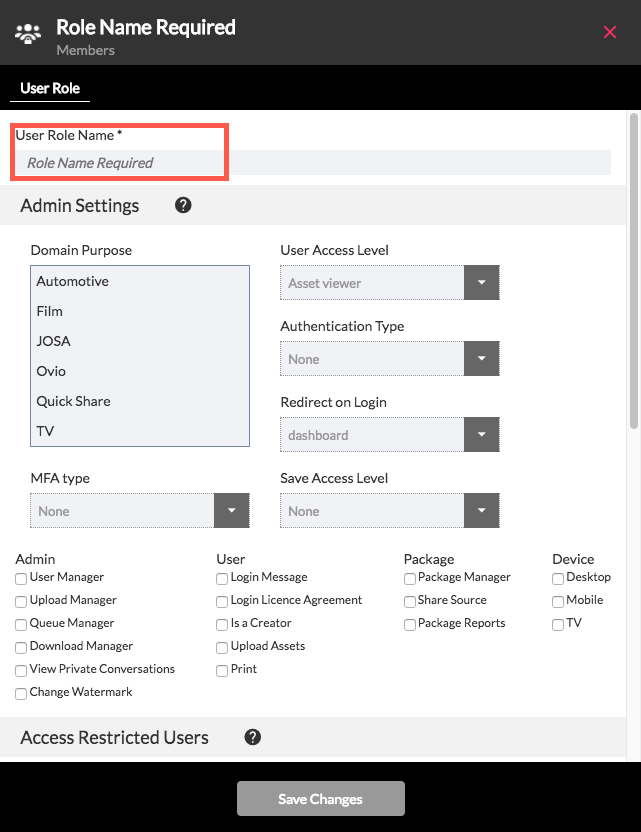 Role Name Required
Members
User Role
User Role Name *
Role Name Required
Admin Settings ?
Domain Purpose
Automotive
Film
JOSA
Ovio
Quick Share
TV
User Access Level
Asset viewer
Authentication Type
None
Redirect on Login
dashboard
MFA type
None
Save Access Level
None
Admin
User Manager
Upload Manager
Queue Manager
Download Manager
View Private Conversations
Change Watermark
User
Login Message
Login Licence Agreement
Is a Creator
Upload Assets
Print
Package
Package Manager
Share Source
Package Reports
Device
Desktop
Mobile
TV
Access Restricted Users ?
Save Changes